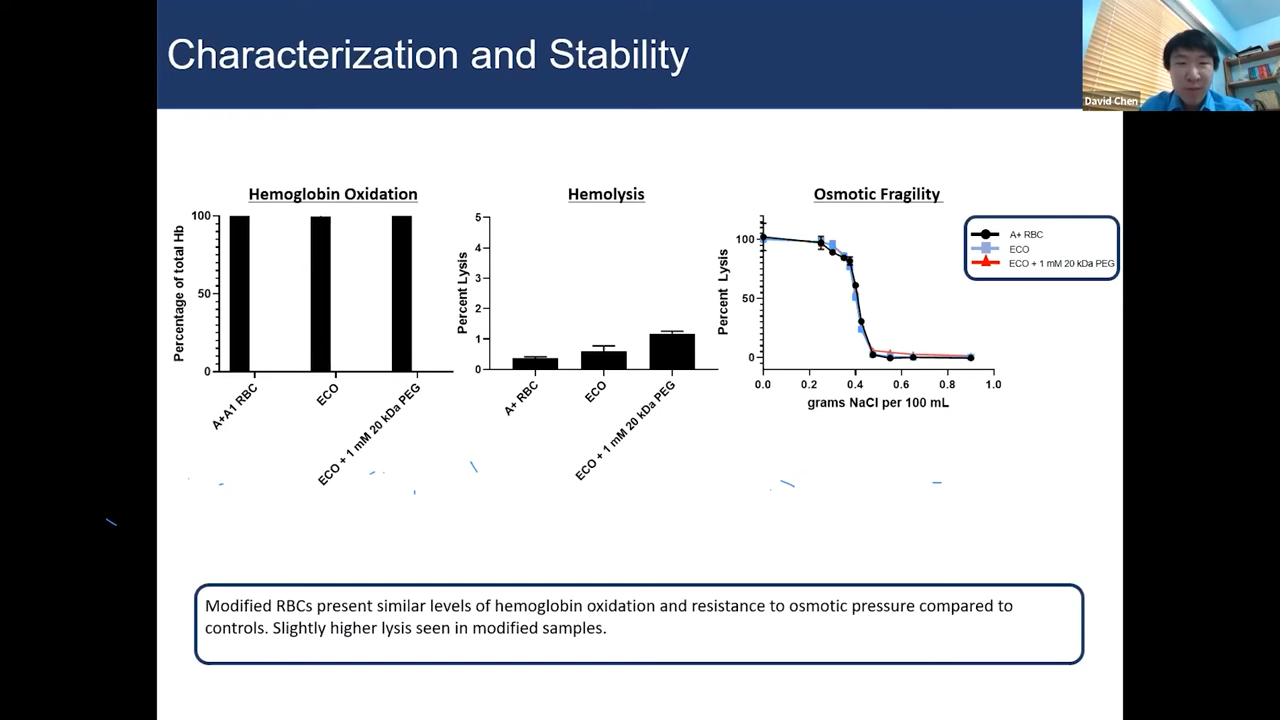 Characterization and Stability
David Chen
Hemoglobin Oxidation
Percentage of total Hb
100
50
0
A+A1 RBC
ECO
ECO + 1 mM 20 kDa PEG
Hemolysis
Percent Lysis
5
4
3
2
1
0
A+ RBC
ECO
ECO + 1 mM 20 kDa PEG
Osmotic Fragility
Percent Lysis
100
50
0
0.0 0.2 0.4 0.6 0.8 1.0
grams NaCl per 100 mL
A+ RBC
ECO
ECO + 1 mM 20 kDa PEG
Modified RBCs present similar levels of hemoglobin oxidation and resistance to osmotic pressure compared to
controls. Slightly higher lysis seen in modified samples.